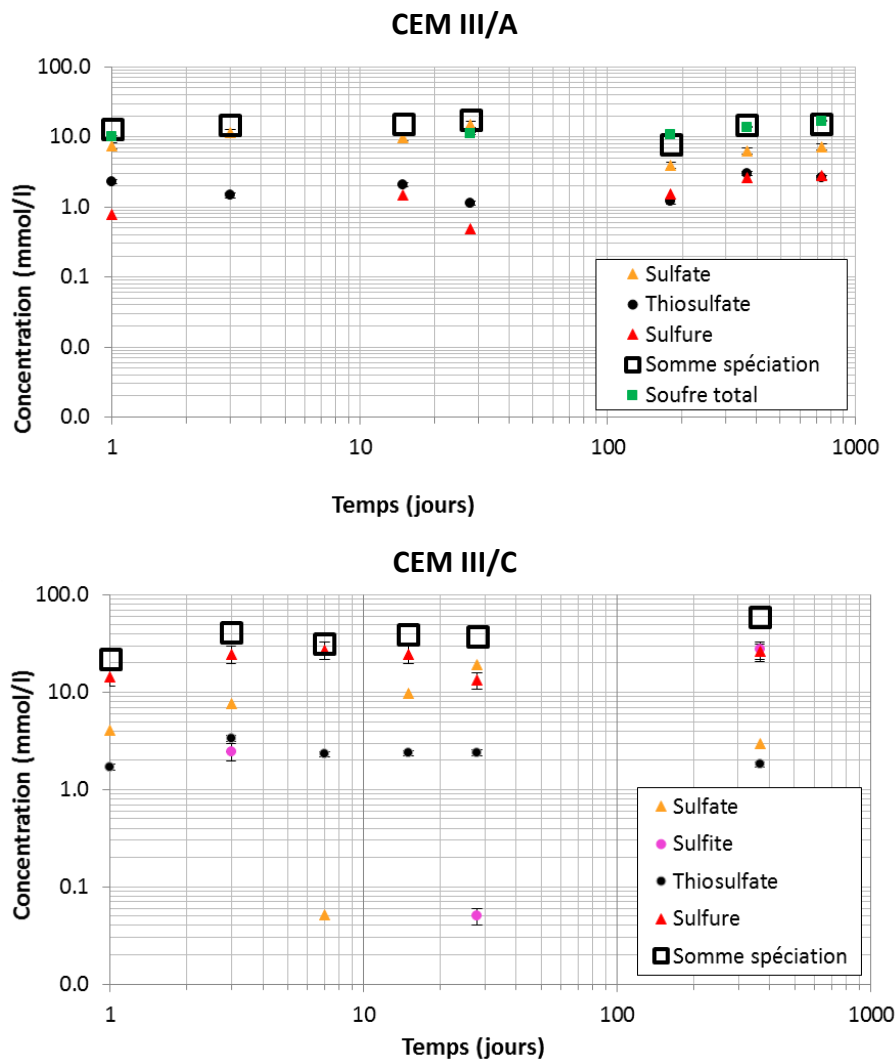 CEM III/A
100.0
10.0
1.0
0.1
0.0
0.0
Concentration (mmol/l)
1
10
100
1000
Temps (jours)
Sulfate
Thiosulfate
Sulfure
Somme spéciation
Soufre total
CEM III/C
100.0
10.0
1.0
0.1
0.0
Concentration (mmol/l)
1
10
100
1000
Temps (jours)
Sulfate
Sulfite
Thiosulfate
Sulfure
Somme spéciation